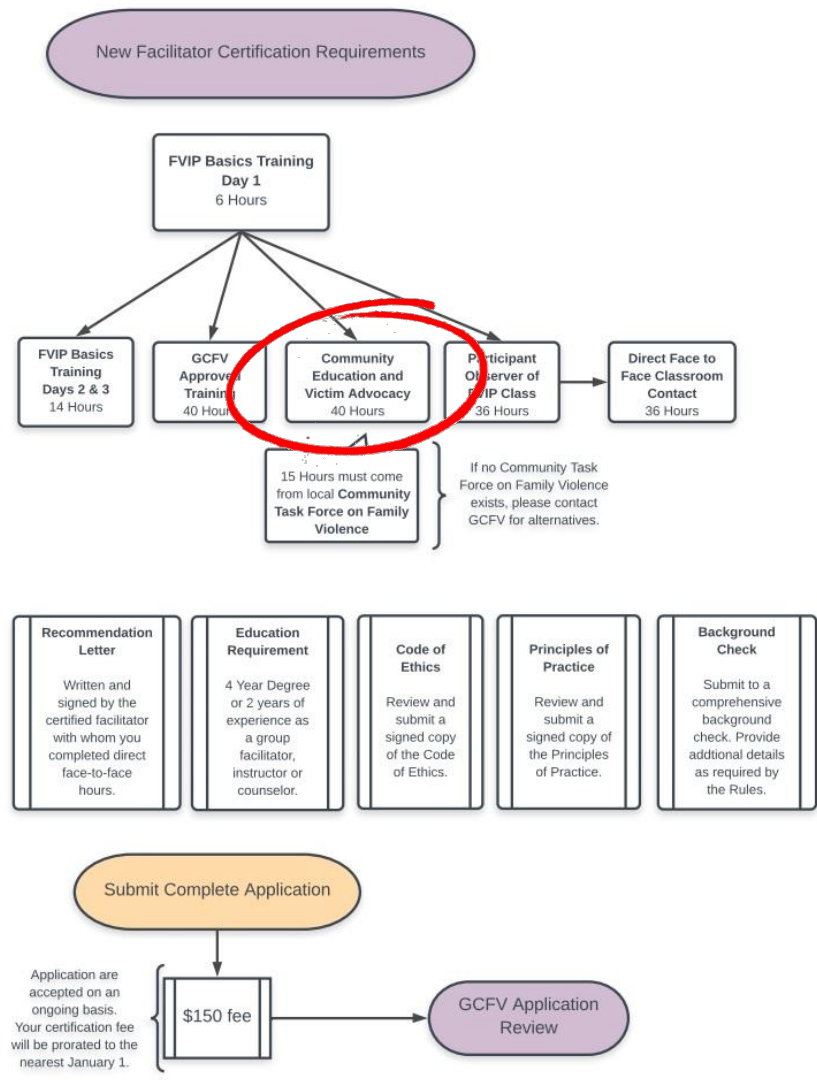 New Facilitator Certification Requirements
FVIP Basics Training
Day 1
6 Hours
FVIP Basics
Training
Days 2 & 3
14 Hours
GCFV
Approved
Training
40 Hours
Community
Education and
Victim Advocacy
40 Hours
Participant
Observer of
FVIP Class
36 Hours
Direct Face to
Face Classroom
Contact
36 Hours
15 Hours must come
from local Community
Task Force on Family
Violence
If no Community Task
Force on Family Violence
exists, please contact
GCFV for alternatives.
Recommendation
Letter
Written and
signed by the
certified facilitator
with whom you
completed direct
face-to-face
hours.
Education
Requirement
4 Year Degree
or 2 years of
experience as
a group
facilitator,
instructor or
counselor.
Code of
Ethics
Review and
submit a
signed copy
of the Code
of Ethics.
Principles of
Practice
Review and
submit a
signed copy of
the Principles
of Practice.
Background
Check
Submit to a
comprehensive
background
check. Provide
addtional details
as required by
the Rules.
Submit Complete Application
Application are
accepted on an
ongoing basis.
Your certification fee
will be prorated to the
nearest January 1.
$150 fee
GCFV Application
Review